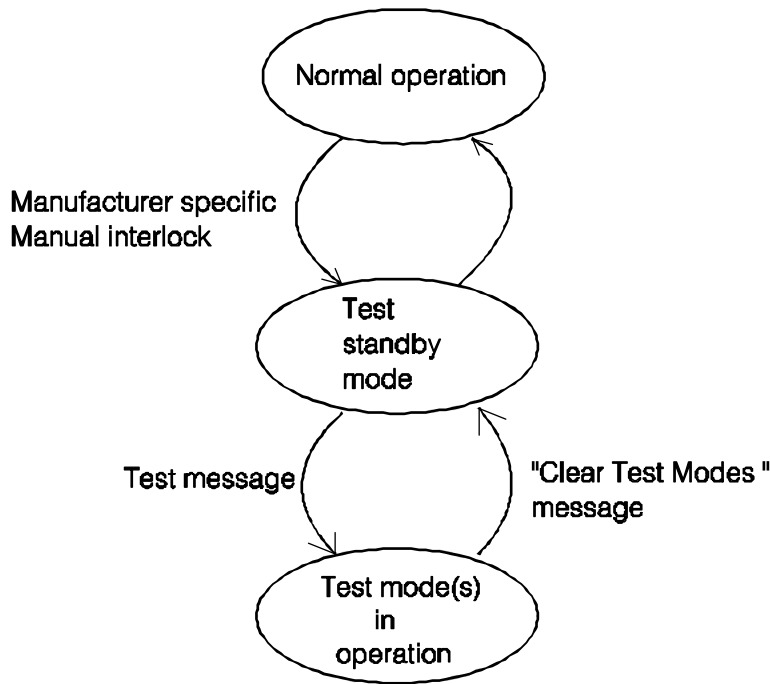 Normal operation
Manufacturer specific
Manual interlock
Test
standby
mode
Test message
"Clear Test Modes "
message
Test mode(s)
in
operation